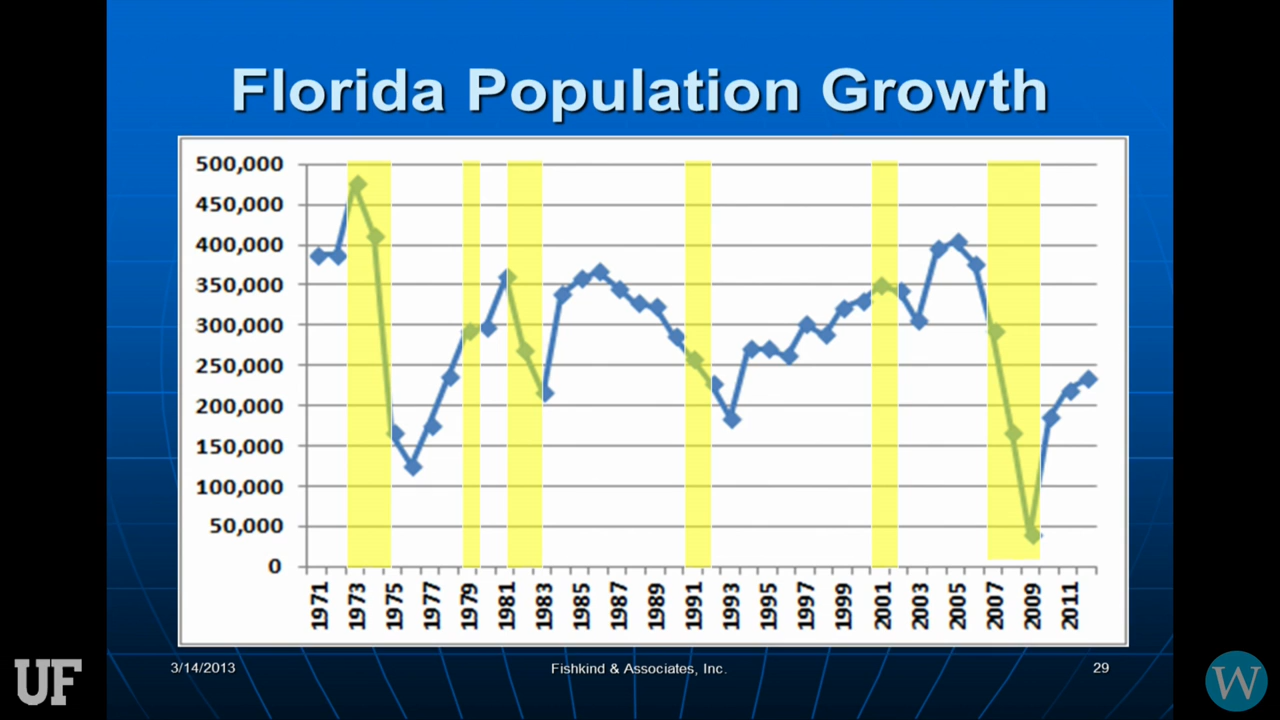 Florida Population Growth
500,000
450,000
400,000
350,000
300,000
250,000
200,000
150,000
100,000
50,000
0
1971 1973 1975 1977 1979 1981 1983 1985 1987 1989 1991 1993 1995 1997 1999 2001 2003 2005 2007 2009 2011
3/14/2013 Fishkind & Associates, Inc. 29
UF W